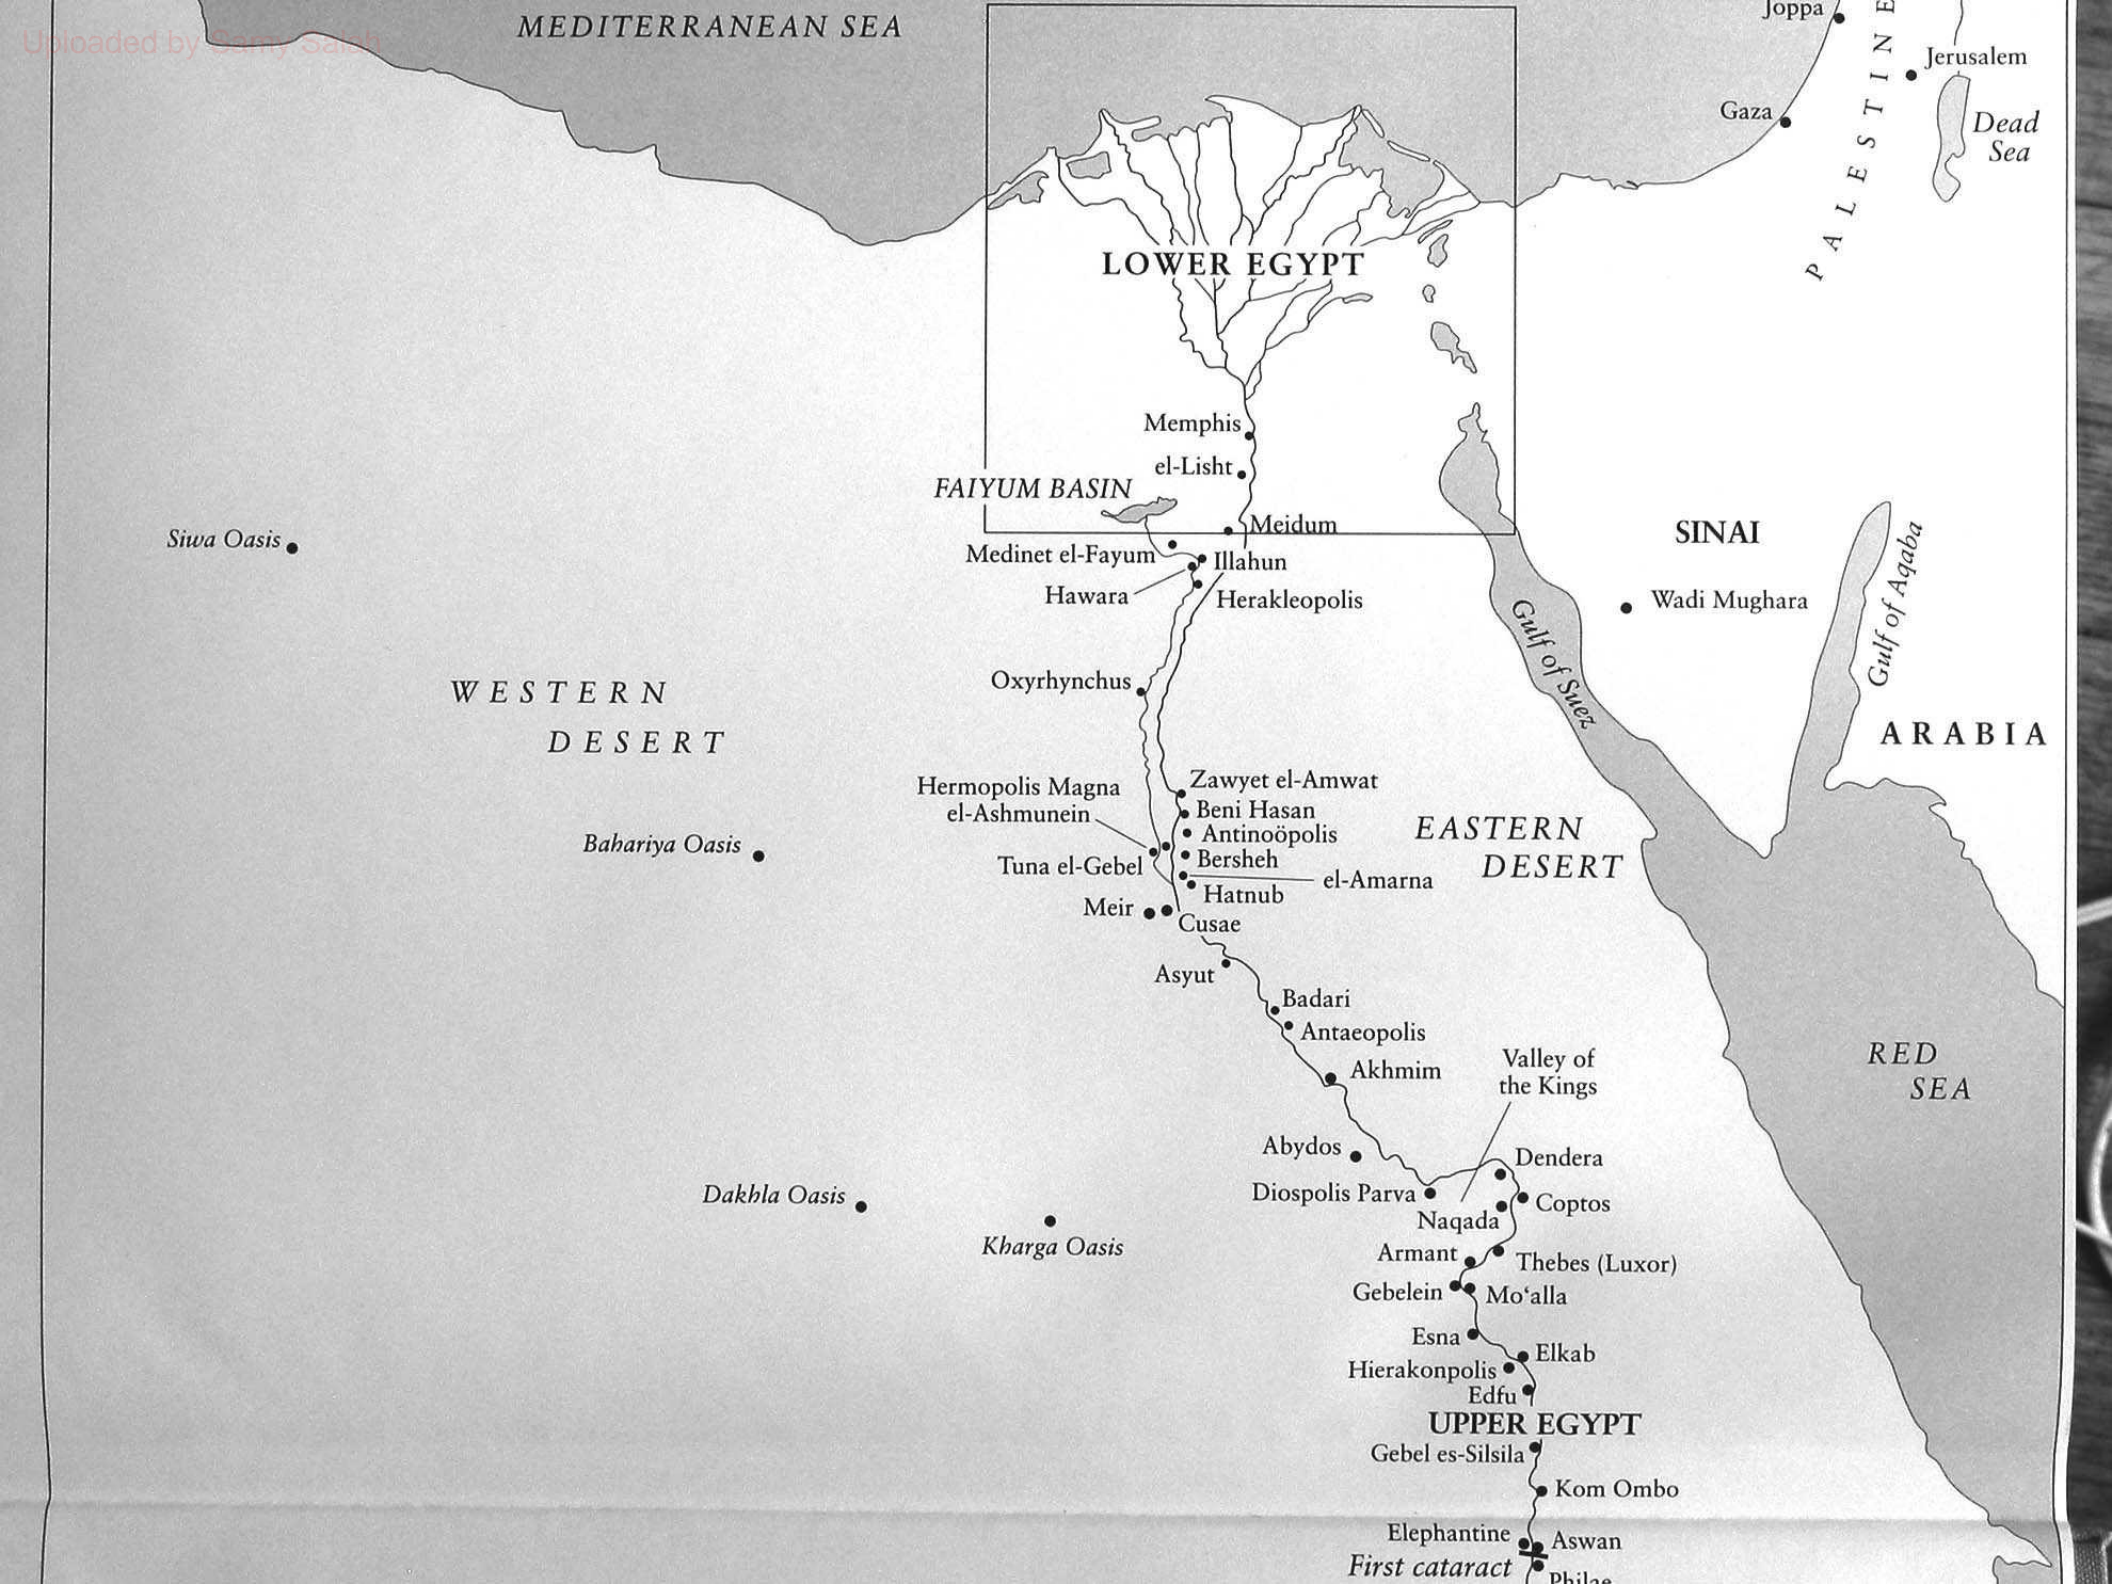 Uploaded by Samy Salah
MEDITERRANEAN SEA
Joppa
Jerusalem
Gaza
PALESTINE
Dead
Sea
LOWER EGYPT
Memphis
el-Lisht
FAIYUM BASIN
Meidum
Siwa Oasis
Medinet el-Fayum
Illahun
Hawara
Herakleopolis
SINAI
Wadi Mughara
Gulf of Suez
Gulf of Aqaba
Oxyrhynchus
WESTERN
DESERT
ARABIA
Hermopolis Magna
el-Ashmunein
Zawyet el-Amwat
Beni Hasan
Antinoöpolis
Bahariya Oasis
Tuna el-Gebel
Bersheh
el-Amarna
EASTERN
DESERT
Hatnub
Meir
Cusae
Asyut
Badari
Antaeopolis
Akhmim
Valley of
the Kings
RED
SEA
Abydos
Dendera
Diospolis Parva
Coptos
Dakhla Oasis
Naqada
Kharga Oasis
Armant
Thebes (Luxor)
Gebelein
Mo‘alla
Esna
Elkab
Hierakonpolis
Edfu
UPPER EGYPT
Gebel es-Silsila
Kom Ombo
Elephantine
Aswan
First cataract
Philae